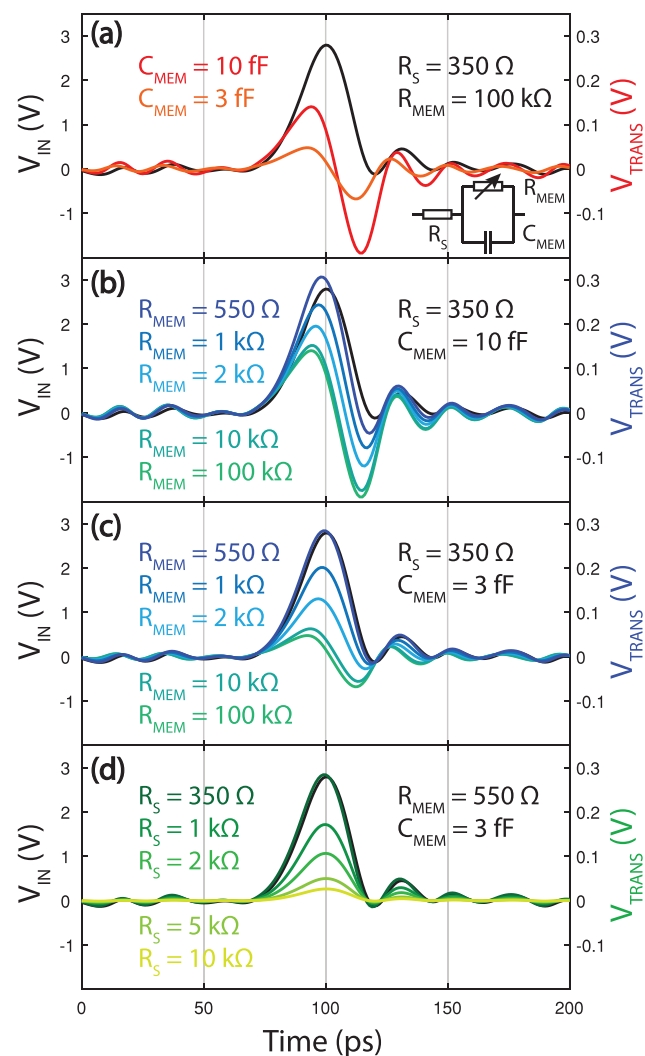 (a)
C_MEM = 10 fF
C_MEM = 3 fF
R_S = 350 Ω
R_MEM = 100 kΩ
R_MEM
R_S
C_MEM
V_IN (V)
3
2
1
0
-1
V_TRANS (V)
0.3
0.2
0.1
0
-0.1
(b)
R_MEM = 550 Ω
R_MEM = 1 kΩ
R_MEM = 2 kΩ
R_MEM = 10 kΩ
R_MEM = 100 kΩ
R_S = 350 Ω
C_MEM = 10 fF
V_IN (V)
3
2
1
0
-1
V_TRANS (V)
0.3
0.2
0.1
0
-0.1
(c)
R_MEM = 550 Ω
R_MEM = 1 kΩ
R_MEM = 2 kΩ
R_MEM = 10 kΩ
R_MEM = 100 kΩ
R_S = 350 Ω
C_MEM = 3 fF
V_IN (V)
3
2
1
0
-1
V_TRANS (V)
0.3
0.2
0.1
0
-0.1
(d)
R_S = 350 Ω
R_S = 1 kΩ
R_S = 2 kΩ
R_S = 5 kΩ
R_S = 10 kΩ
R_MEM = 550 Ω
C_MEM = 3 fF
V_IN (V)
3
2
1
0
-1
V_TRANS (V)
0.3
0.2
0.1
0
-0.1
0 50 100 150 200
Time (ps)